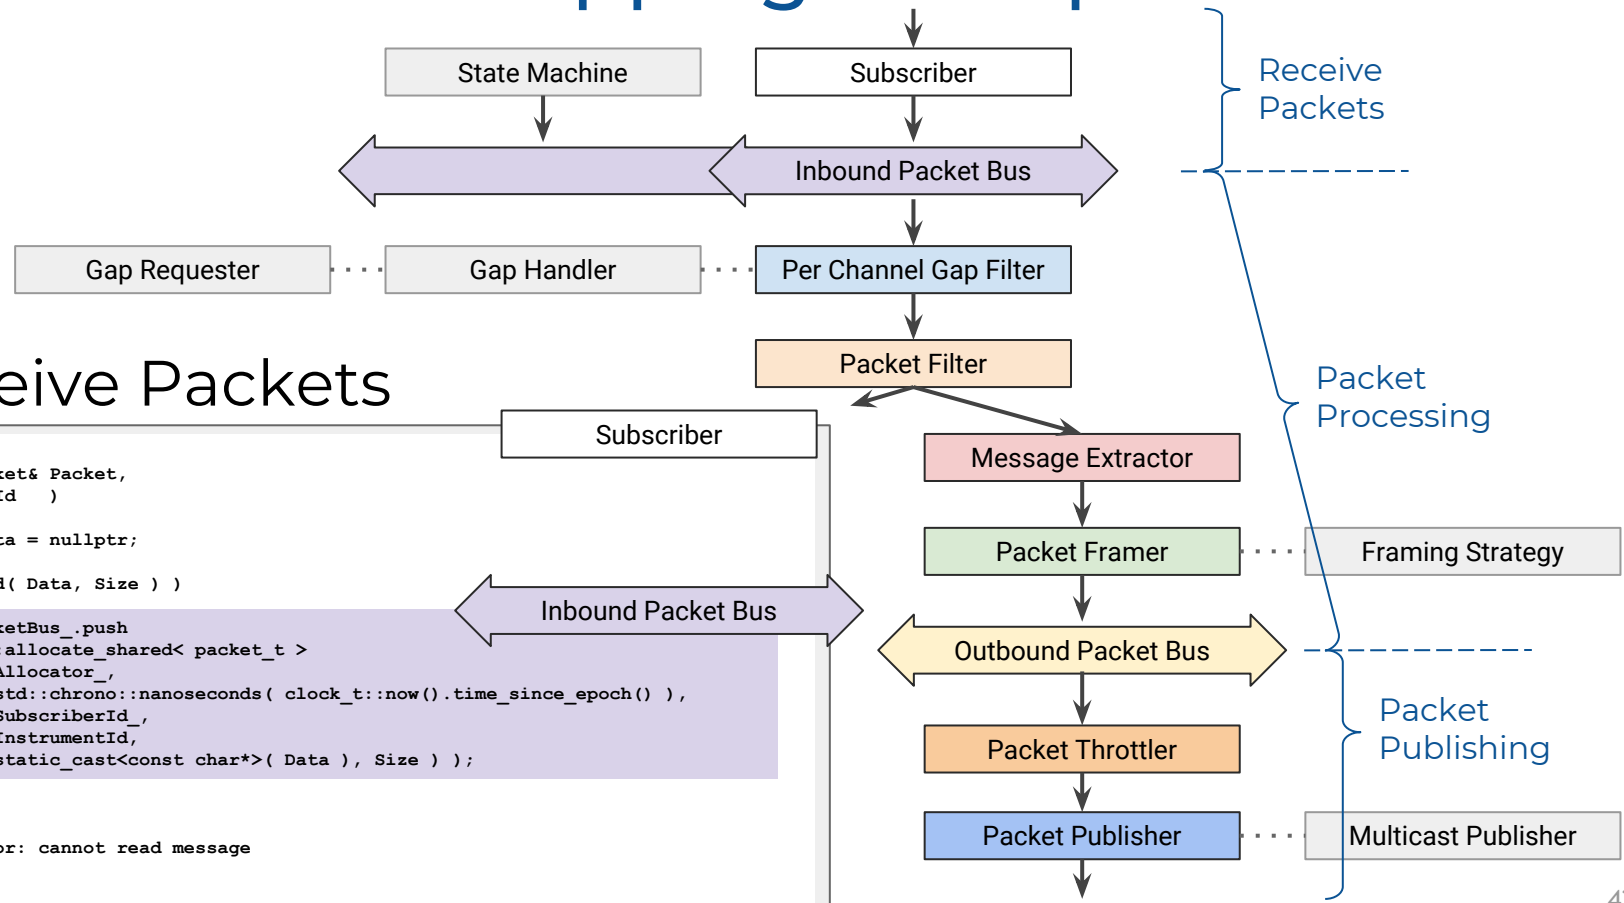 State Machine
Subscriber
Receive
Packets
Inbound Packet Bus
Gap Requester
Gap Handler
Per Channel Gap Filter
Packet Filter
Packet
Processing
eive Packets
Subscriber
Message Extractor
ket& Packet,
Id   )
ta = nullptr;
d( Data, Size ) )
Packet Framer
Framing Strategy
Inbound Packet Bus
ketBus_.push
:allocate_shared< packet_t >
Allocator_,
std::chrono::nanoseconds( clock_t::now().time_since_epoch() ),
SubscriberId_,
InstrumentId,
static_cast<const char*>( Data ), Size ) );
Outbound Packet Bus
Packet
Publishing
Packet Throttler
Packet Publisher
Multicast Publisher
or: cannot read message